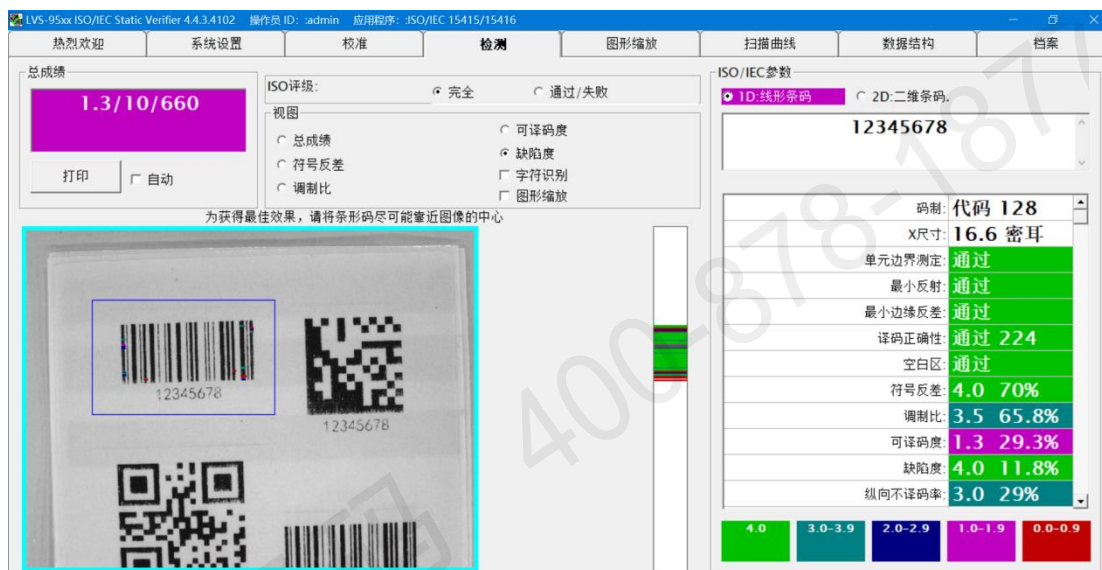 LVS-95xx ISO/IEC Static Verifier 4.4.3.4102 操作员 ID: :admin 应用程序: :ISO/IEC 15415/15416
热烈欢迎 系统设置 校准 检测 图形缩放 扫描曲线 数据结构 档案
总成绩
1.3/10/660
打印
自动
ISO评级:
完全
通过/失败
视图
总成绩
符号反差
调制比
可译码度
缺陷度
字符识别
图形缩放
为获得最佳效果,请将条形码尽可能靠近图像的中心
12345678
12345678
ISO/IEC参数
1D:线形条码
2D:二维条码.
12345678
码制: 代码 128
X尺寸: 16.6 密耳
单元边界测定: 通过
最小反射: 通过
最小边缘反差: 通过
译码正确性: 通过 224
空白区: 通过
符号反差: 4.0 70%
调制比: 3.5 65.8%
可译码度: 1.3 29.3%
缺陷度: 4.0 11.8%
纵向不译码率: 3.0 29%
4.0 3.0-3.9 2.0-2.9 1.0-1.9 0.0-0.9